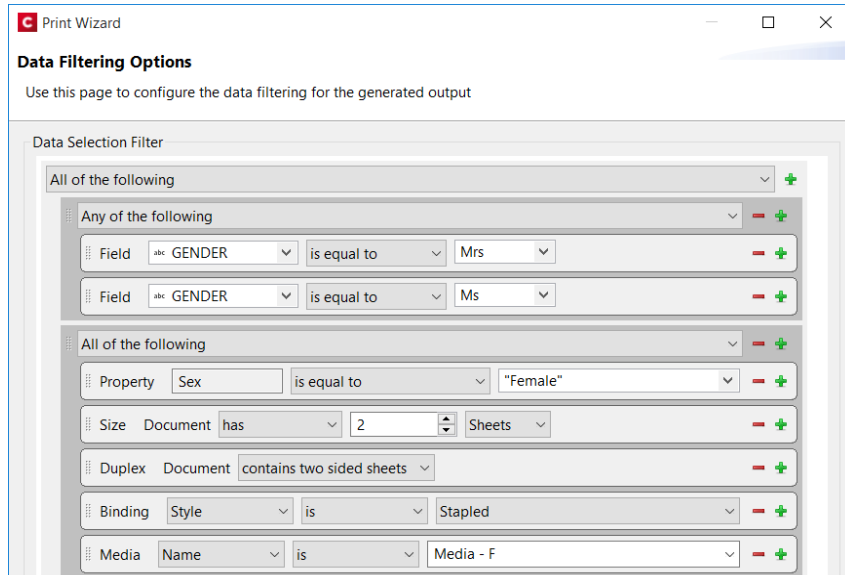 C Print Wizard
Data Filtering Options
Use this page to configure the data filtering for the generated output
Data Selection Filter
All of the following
Any of the following
Field abc GENDER is equal to Mrs
Field abc GENDER is equal to Ms
All of the following
Property Sex is equal to "Female"
Size Document has 2 Sheets
Duplex Document contains two sided sheets
Binding Style is Stapled
Media Name is Media - F